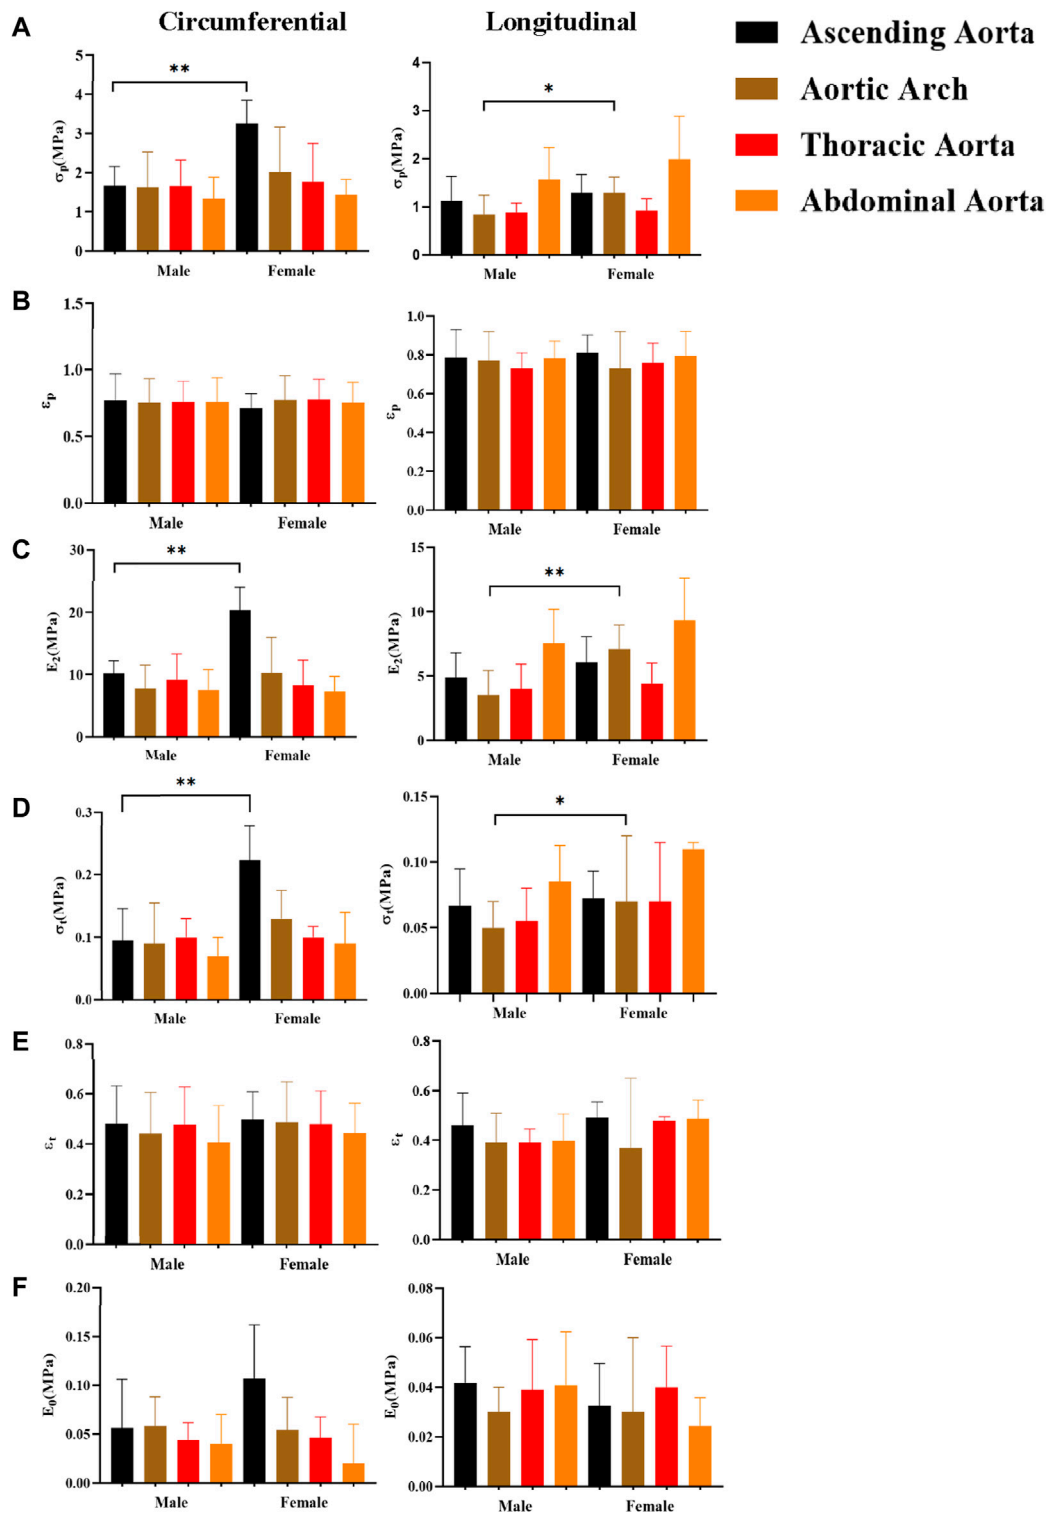 A
Circumferential
Longitudinal
Ascending Aorta
Aortic Arch
Thoracic Aorta
Abdominal Aorta
σp(MPa)
5
4
3
2
1
0
**
Male
Female
σp(MPa)
4
3
2
1
0
*
Male
Female
B
εp
1.5
1.0
0.5
0.0
Male
Female
εp
1.0
0.8
0.6
0.4
0.2
0.0
Male
Female
C
E2(MPa)
30
20
10
0
**
Male
Female
E2(MPa)
15
10
5
0
**
Male
Female
D
σt(MPa)
0.3
0.2
0.1
0.0
**
Male
Female
σt(MPa)
0.15
0.10
0.05
0.00
*
Male
Female
E
εt
0.8
0.6
0.4
0.2
0.0
Male
Female
εt
0.8
0.6
0.4
0.2
0.0
Male
Female
F
E0(MPa)
0.20
0.15
0.10
0.05
0.00
Male
Female
E0(MPa)
0.08
0.06
0.04
0.02
0.00
Male
Female